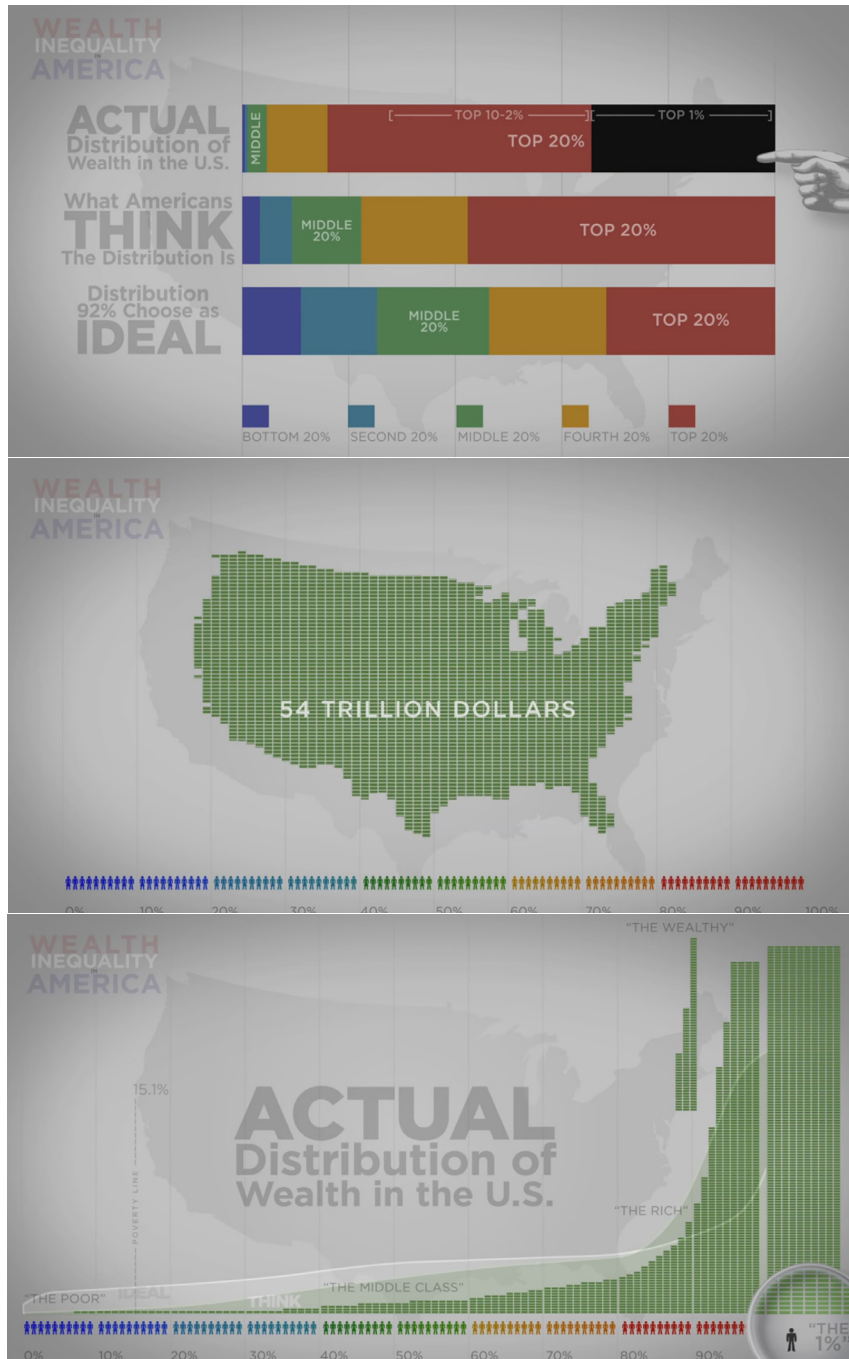 WEALTH
INEQUALITY
IN
AMERICA
ACTUAL
Distribution of
Wealth in the U.S.
MIDDLE
TOP 10-2%
TOP 1%
TOP 20%
What Americans
THINK
The Distribution Is
MIDDLE
20%
TOP 20%
Distribution
92% Choose as
IDEAL
MIDDLE
20%
TOP 20%
BOTTOM 20% SECOND 20% MIDDLE 20% FOURTH 20% TOP 20%
WEALTH
INEQUALITY
IN
AMERICA
54 TRILLION DOLLARS
0% 10% 20% 30% 40% 50% 60% 70% 80% 90% 100%
WEALTH
INEQUALITY
IN
AMERICA
"THE WEALTHY"
15.1%
POVERTY LINE
ACTUAL
Distribution of
Wealth in the U.S.
"THE RICH"
"THE POOR"
IDEAL
THINK
"THE MIDDLE CLASS"
"THE
1%"
0% 10% 20% 30% 40% 50% 60% 70% 80% 90%